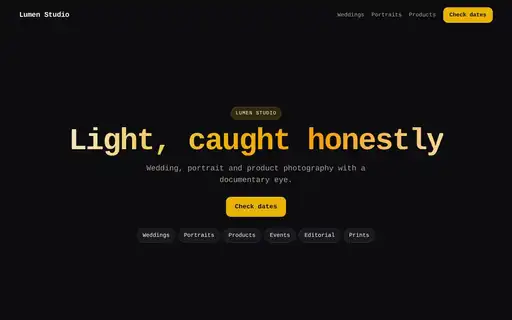 Lumen Studio
Weddings Portraits Products Check dates
LUMEN STUDIO
Light, caught honestly
Wedding, portrait and product photography with a
documentary eye.
Check dates
Weddings Portraits Products Events Editorial Prints